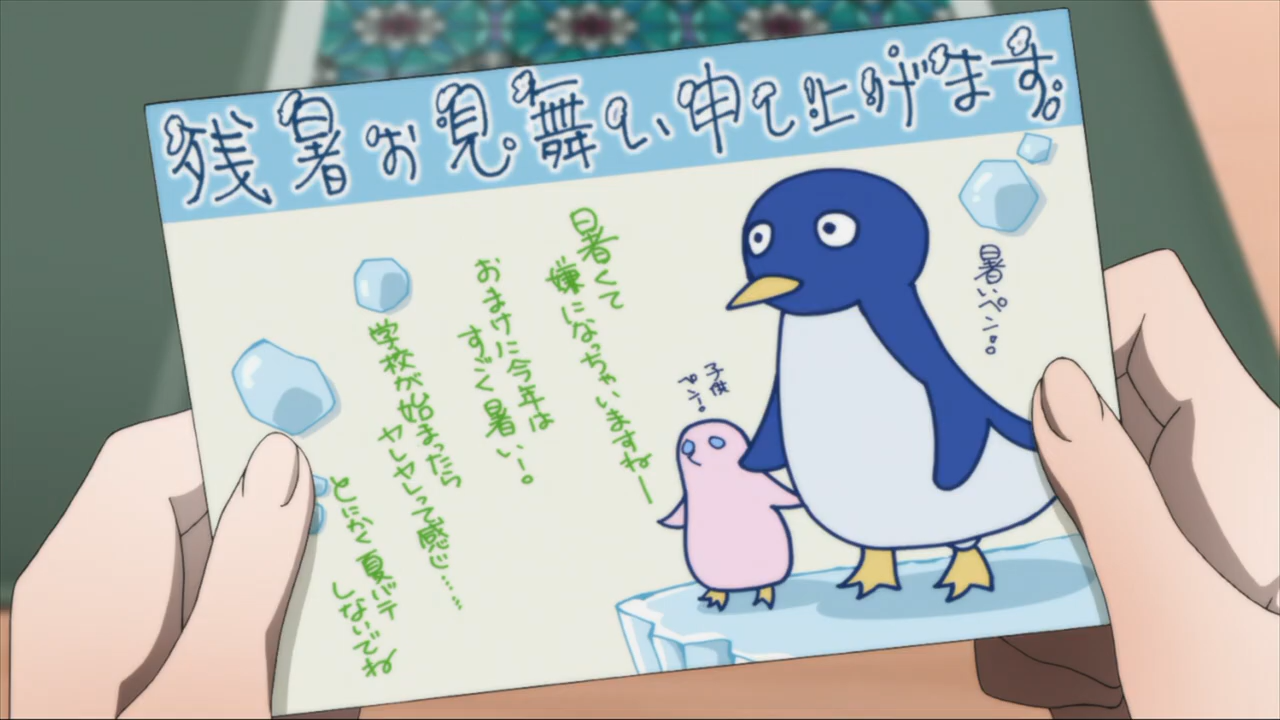 残暑お見舞い申し上げます。
暑いペン!。
子供
ペン!。
暑くて
嫌になっちゃいますねー
おまけに今年は
すごく暑いー。
学校が始まったら
ヤレヤレって感じ……
とにかく夏バテ
しないでね